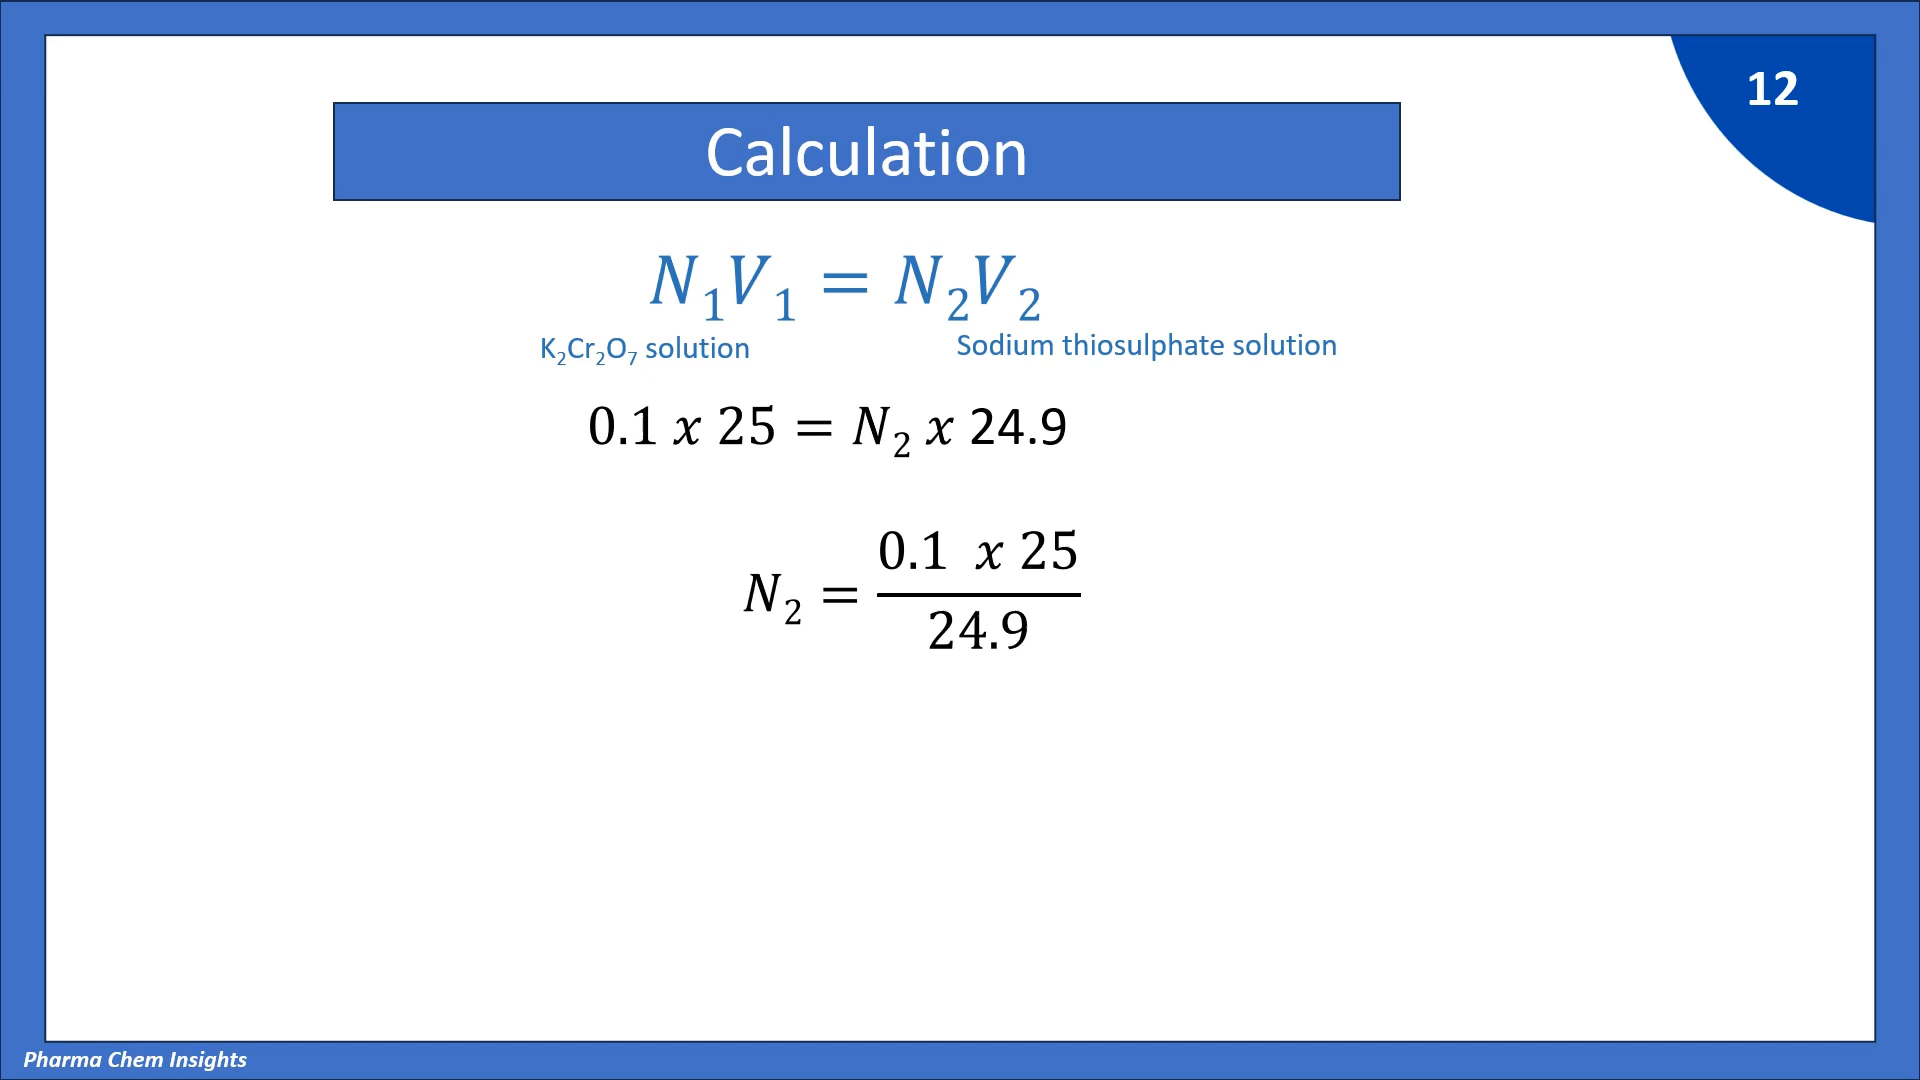 12
Calculation
N₁V₁ = N₂V₂
K₂Cr₂O₇ solution
Sodium thiosulphate solution
0.1 x 25 = N₂ x 24.9
0.1 x 25
N₂ =
24.9
Pharma Chem Insights